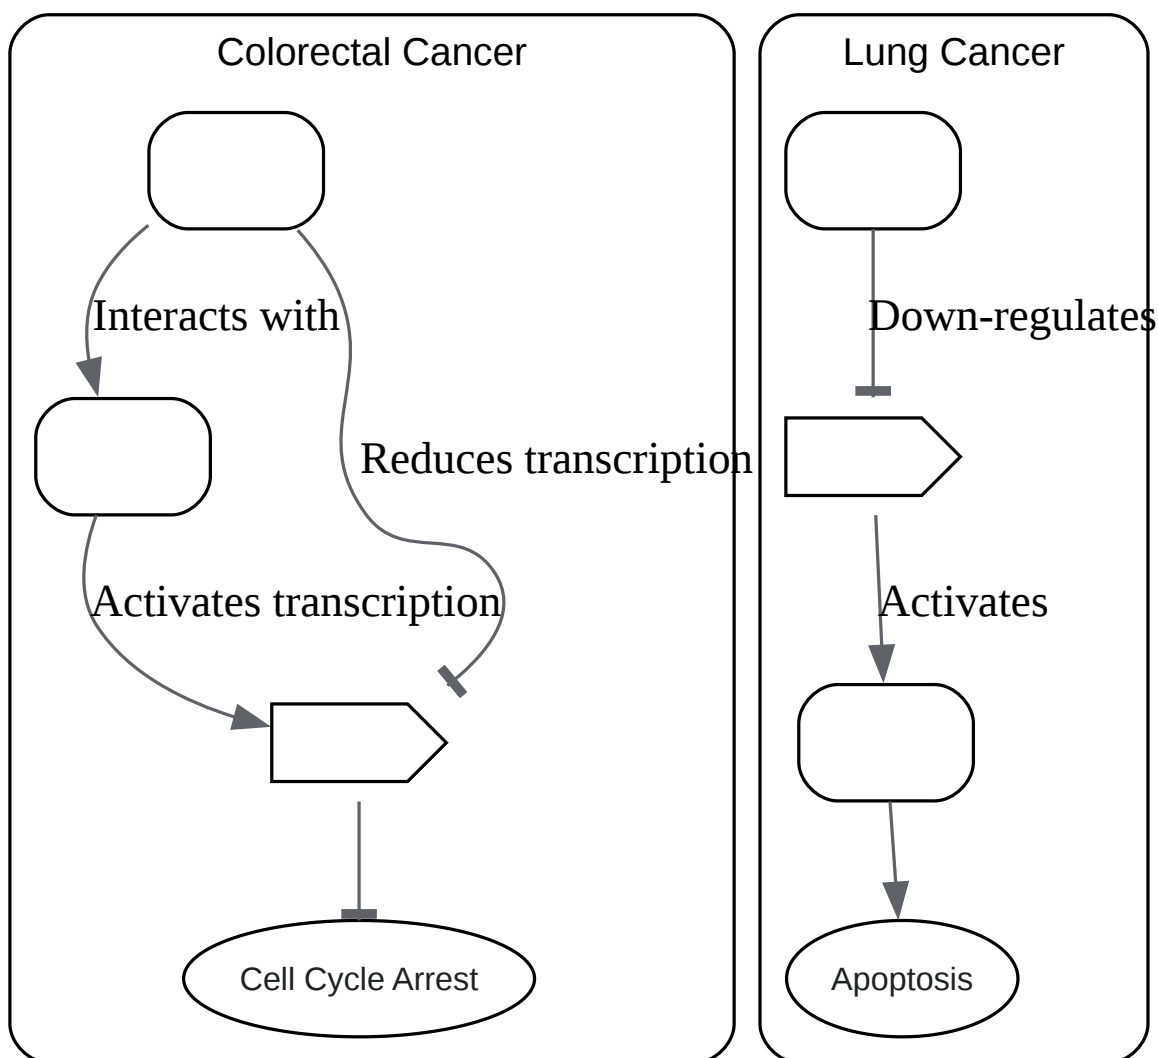 Colorectal Cancer
Lung Cancer
Interacts with
Down-regulates
Reduces transcription
Activates transcription
Activates
Cell Cycle Arrest
Apoptosis